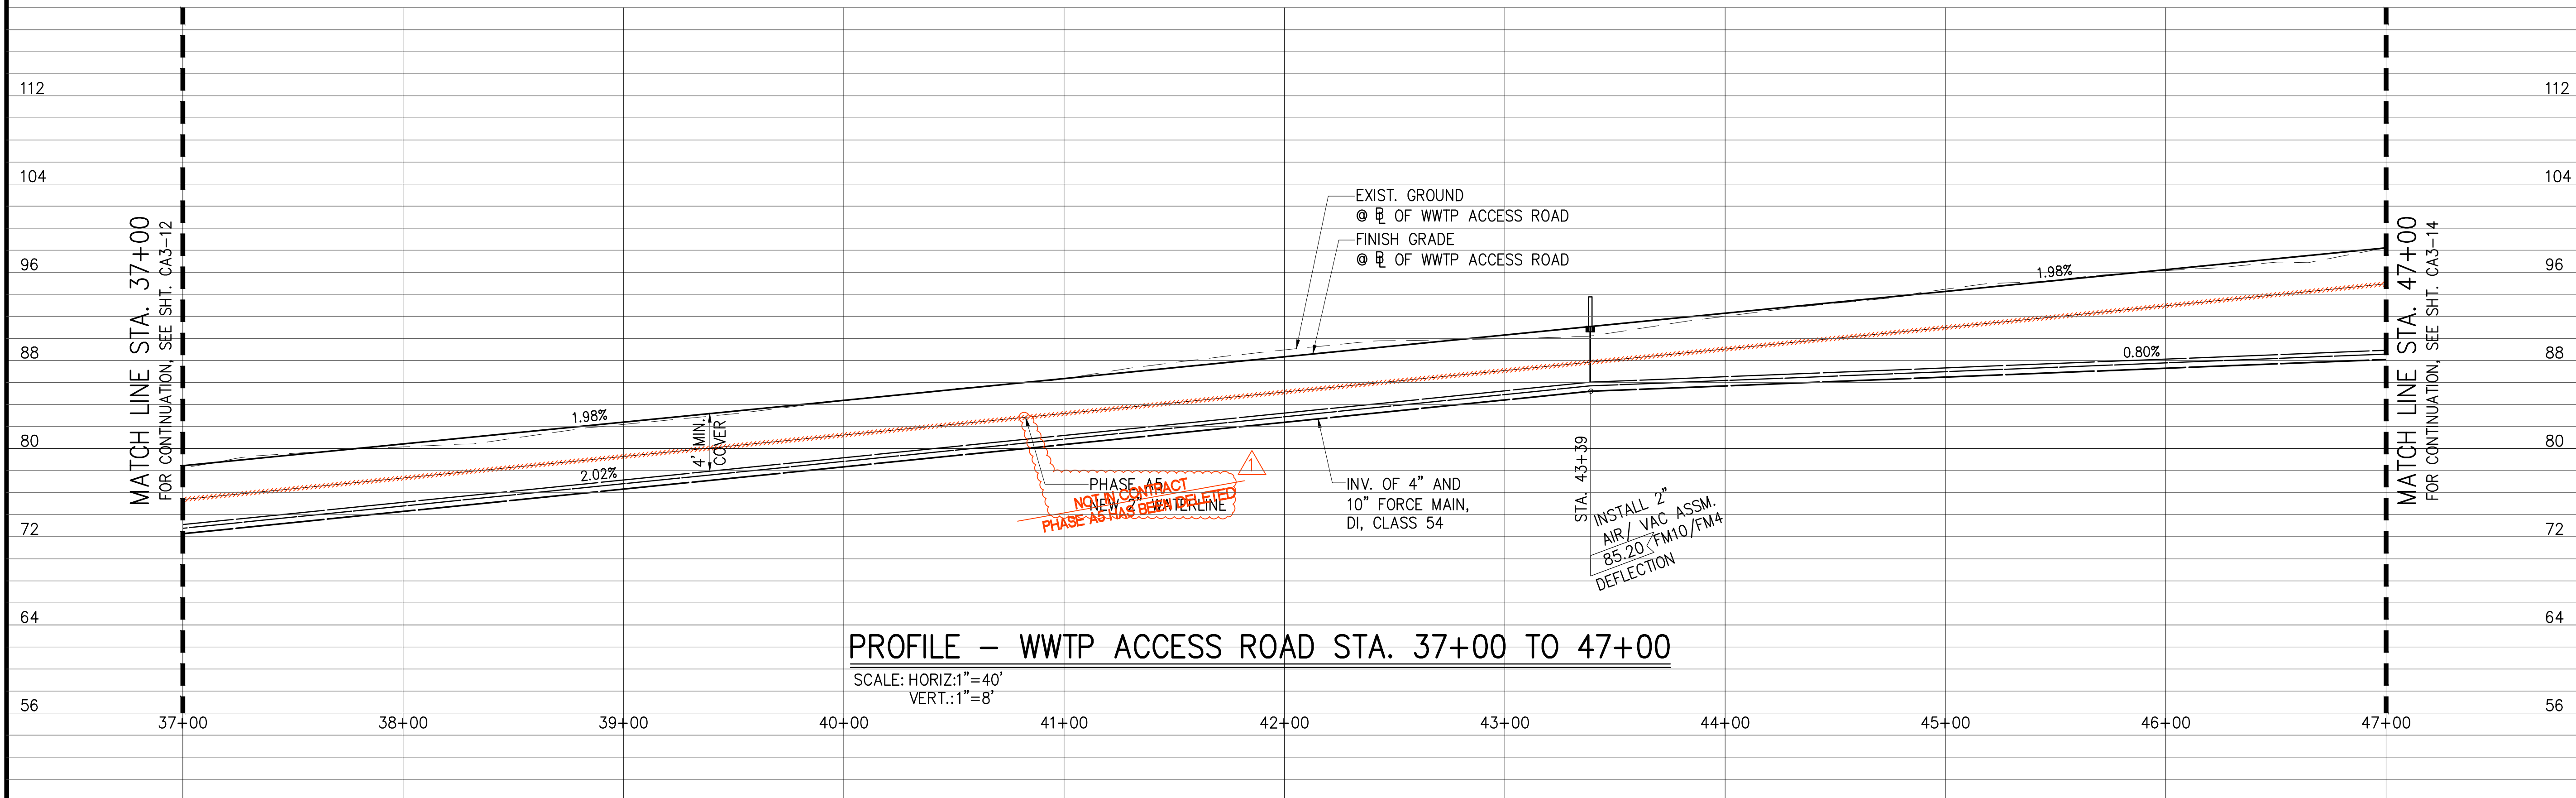 112
112
104
104
96
96
88
88
80
80
72
72
64
64
56
56
MATCH LINE STA. 37+00
FOR CONTINUATION, SEE SHT. CA3-12
EXIST. GROUND
@ ℄ OF WWTP ACCESS ROAD
FINISH GRADE
@ ℄ OF WWTP ACCESS ROAD
1.98%
1.98%
2.02%
0.80%
4' MIN.
COVER
PHASE A5
NEW 2" WATERLINE
NOT IN CONTRACT
PHASE A5 HAS BEEN DELETED
1
INV. OF 4" AND
10" FORCE MAIN,
DI, CLASS 54
STA. 43+39
INSTALL 2"
AIR/ VAC ASSM.
85.20 FM10/FM4
DEFLECTION
MATCH LINE STA. 47+00
FOR CONTINUATION, SEE SHT. CA3-14
PROFILE - WWTP ACCESS ROAD STA. 37+00 TO 47+00
SCALE: HORIZ:1"=40'
VERT.:1"=8'
37+00
38+00
39+00
40+00
41+00
42+00
43+00
44+00
45+00
46+00
47+00